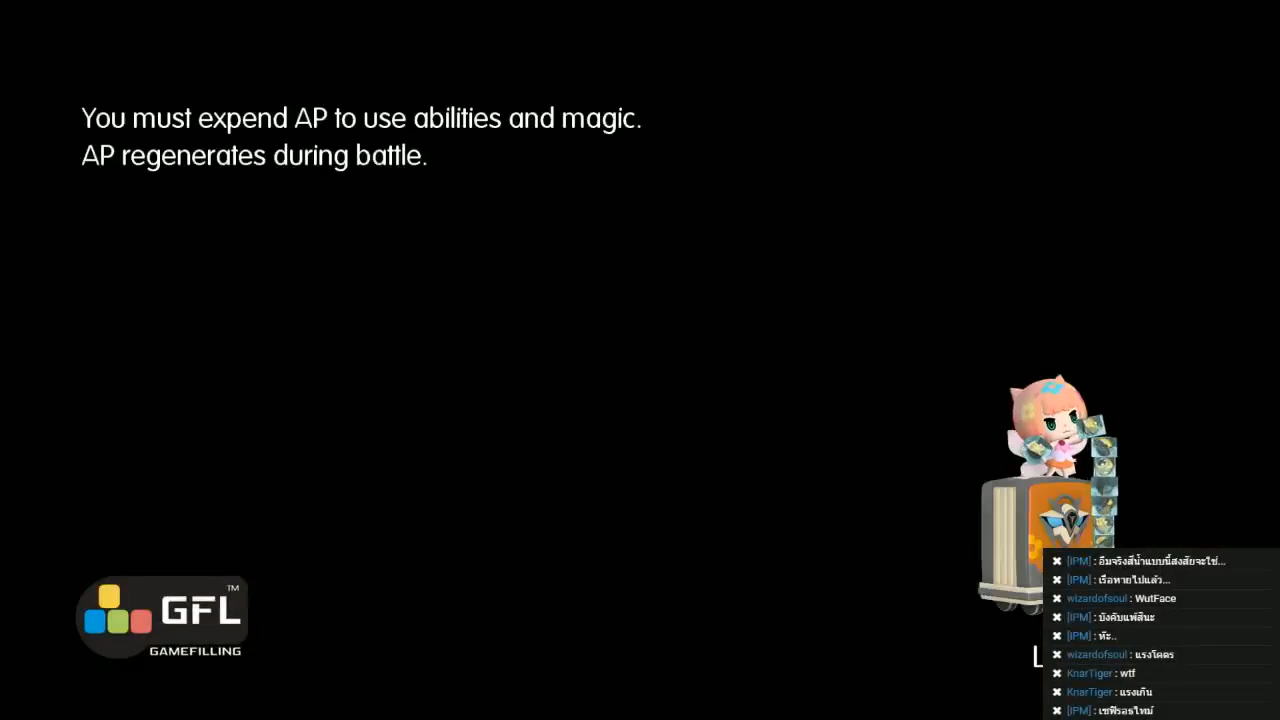 You must expend AP to use abilities and magic.
AP regenerates during battle.
GFL™
GAMEFILLING
L
✖ [IPM] : อืมจริงสีน้ำแบบนี้สงสัยจะใช่...
✖ [IPM] : เรือหายไปแล้ว...
✖ wizardofsoul : WutFace
✖ [IPM] : บังคับแพ้สินะ
✖ [IPM] : ห๊ะ..
✖ wizardofsoul : แรงโคตร
✖ KnarTiger : wtf
✖ KnarTiger : แรงเกิน
✖ [IPM] : เซฟิรอธไทม์